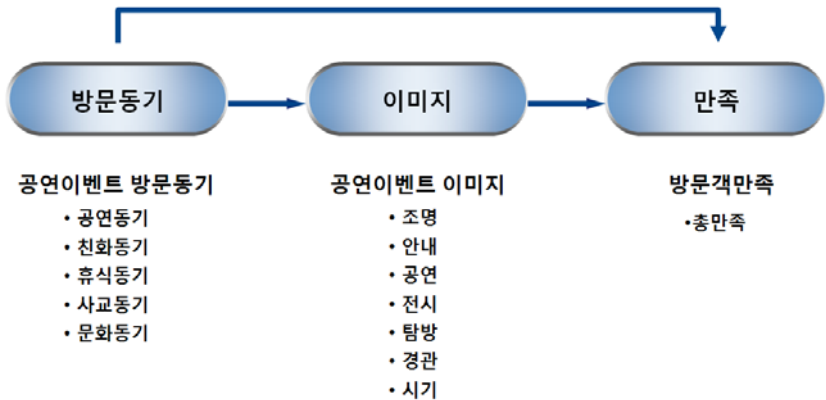 방문동기
이미지
만족
공연이벤트 방문동기
• 공연동기
• 친화동기
• 휴식동기
• 사교동기
• 문화동기
공연이벤트 이미지
• 조명
• 안내
• 공연
• 전시
• 탐방
• 경관
• 시기
방문객만족
•총만족